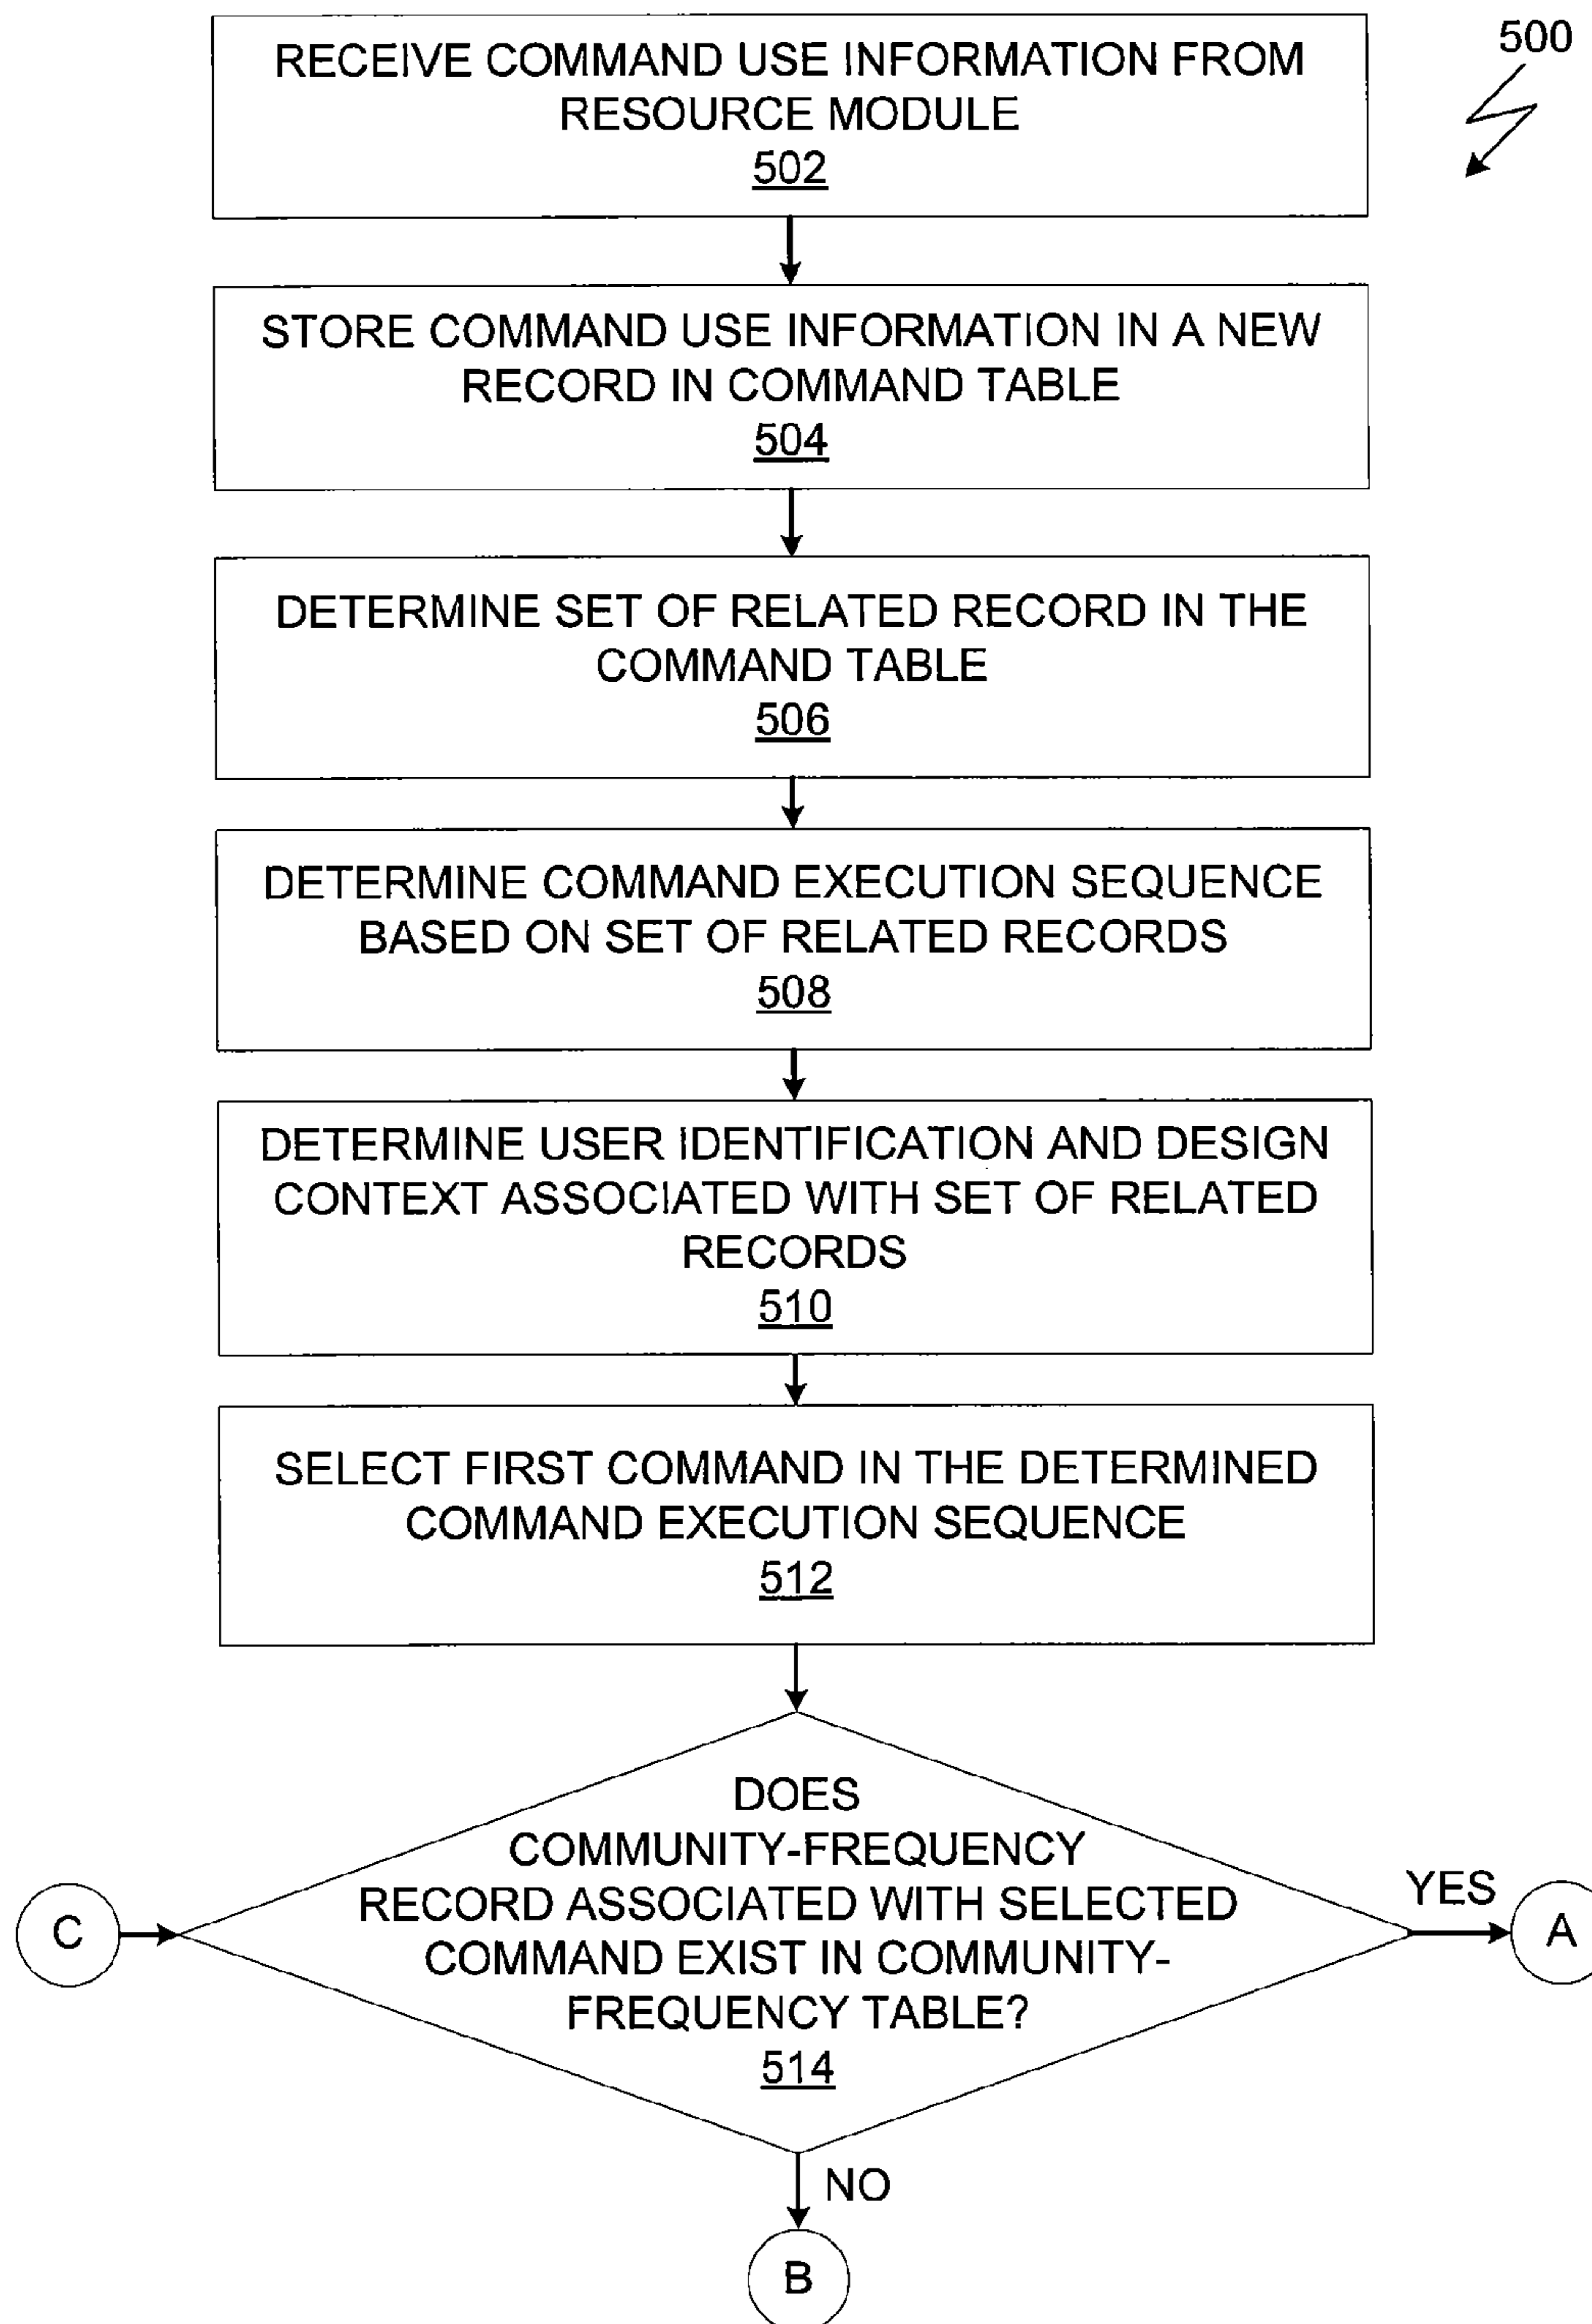 500
RECEIVE COMMAND USE INFORMATION FROM
RESOURCE MODULE
502
STORE COMMAND USE INFORMATION IN A NEW
RECORD IN COMMAND TABLE
504
DETERMINE SET OF RELATED RECORD IN THE
COMMAND TABLE
506
DETERMINE COMMAND EXECUTION SEQUENCE
BASED ON SET OF RELATED RECORDS
508
DETERMINE USER IDENTIFICATION AND DESIGN
CONTEXT ASSOCIATED WITH SET OF RELATED
RECORDS
510
SELECT FIRST COMMAND IN THE DETERMINED
COMMAND EXECUTION SEQUENCE
512
DOES
COMMUNITY-FREQUENCY
RECORD ASSOCIATED WITH SELECTED
COMMAND EXIST IN COMMUNITY-
FREQUENCY TABLE?
514
C
YES
A
NO
B